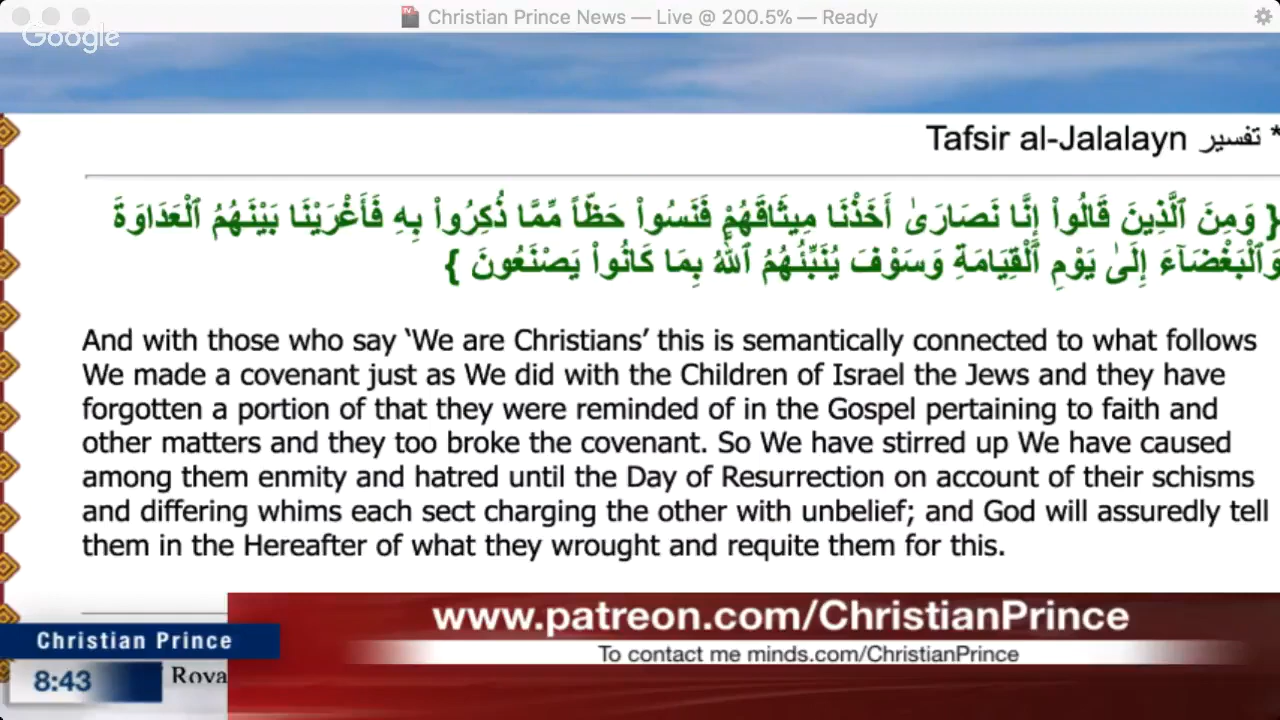 Christian Prince News — Live @ 200.5% — Ready
Google
* تفسير Tafsir al-Jalalayn
{ وَمِنَ ٱلَّذِينَ قَالُواْ إِنَّا نَصَارَىٰ أَخَذْنَا مِيثَاقَهُمْ فَنَسُواْ حَظّاً مِّمَّا ذُكِرُواْ بِهِ فَأَغْرَيْنَا بَيْنَهُمُ ٱلْعَدَاوَةَ
وَٱلْبَغْضَآءَ إِلَىٰ يَوْمِ ٱلْقِيَامَةِ وَسَوْفَ يُنَبِّئُهُمُ ٱللَّهُ بِمَا كَانُواْ يَصْنَعُونَ }
And with those who say ‘We are Christians’ this is semantically connected to what follows
We made a covenant just as We did with the Children of Israel the Jews and they have
forgotten a portion of that they were reminded of in the Gospel pertaining to faith and
other matters and they too broke the covenant. So We have stirred up We have caused
among them enmity and hatred until the Day of Resurrection on account of their schisms
and differing whims each sect charging the other with unbelief; and God will assuredly tell
them in the Hereafter of what they wrought and requite them for this.
www.patreon.com/ChristianPrince
Christian Prince
To contact me minds.com/ChristianPrince
8:43